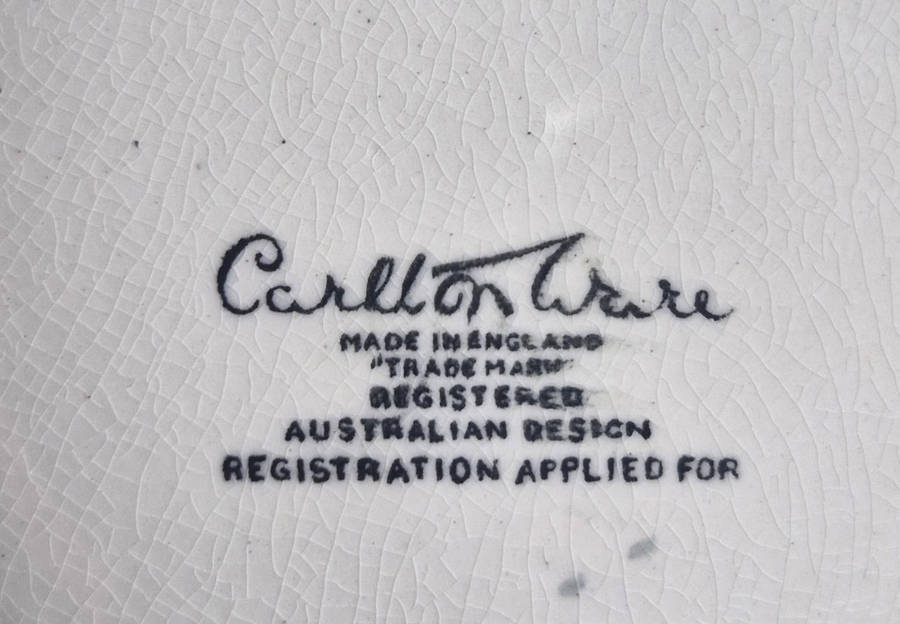 Carlton Ware
MADE IN ENGLAND
"TRADE MARK"
REGISTERED
AUSTRALIAN DESIGN
REGISTRATION APPLIED FOR